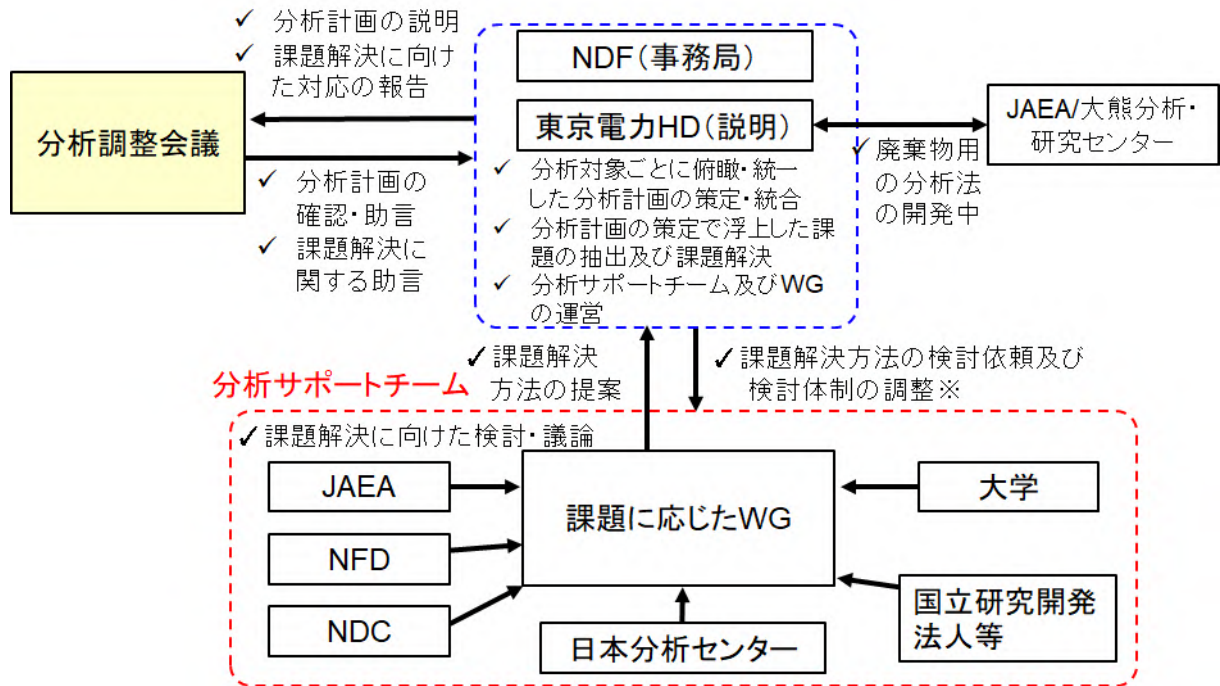 ✓ 分析計画の説明
✓ 課題解決に向け
た対応の報告
分析調整会議
✓ 分析計画の
確認・助言
✓ 課題解決に
関する助言
NDF(事務局)
東京電力HD(説明)
✓ 分析対象ごとに俯瞰・統一
した分析計画の策定・統合
✓ 分析計画の策定で浮上した課
題の抽出及び課題解決
✓ 分析サポートチーム及びWG
の運営
JAEA/大熊分析・
研究センター
✓ 廃棄物用
の分析法
の開発中
✓ 課題解決
方法の提案
✓ 課題解決方法の検討依頼及び
検討体制の調整※
分析サポートチーム
✓ 課題解決に向けた検討・議論
JAEA
NFD
NDC
課題に応じたWG
日本分析センター
大学
国立研究開発
法人等